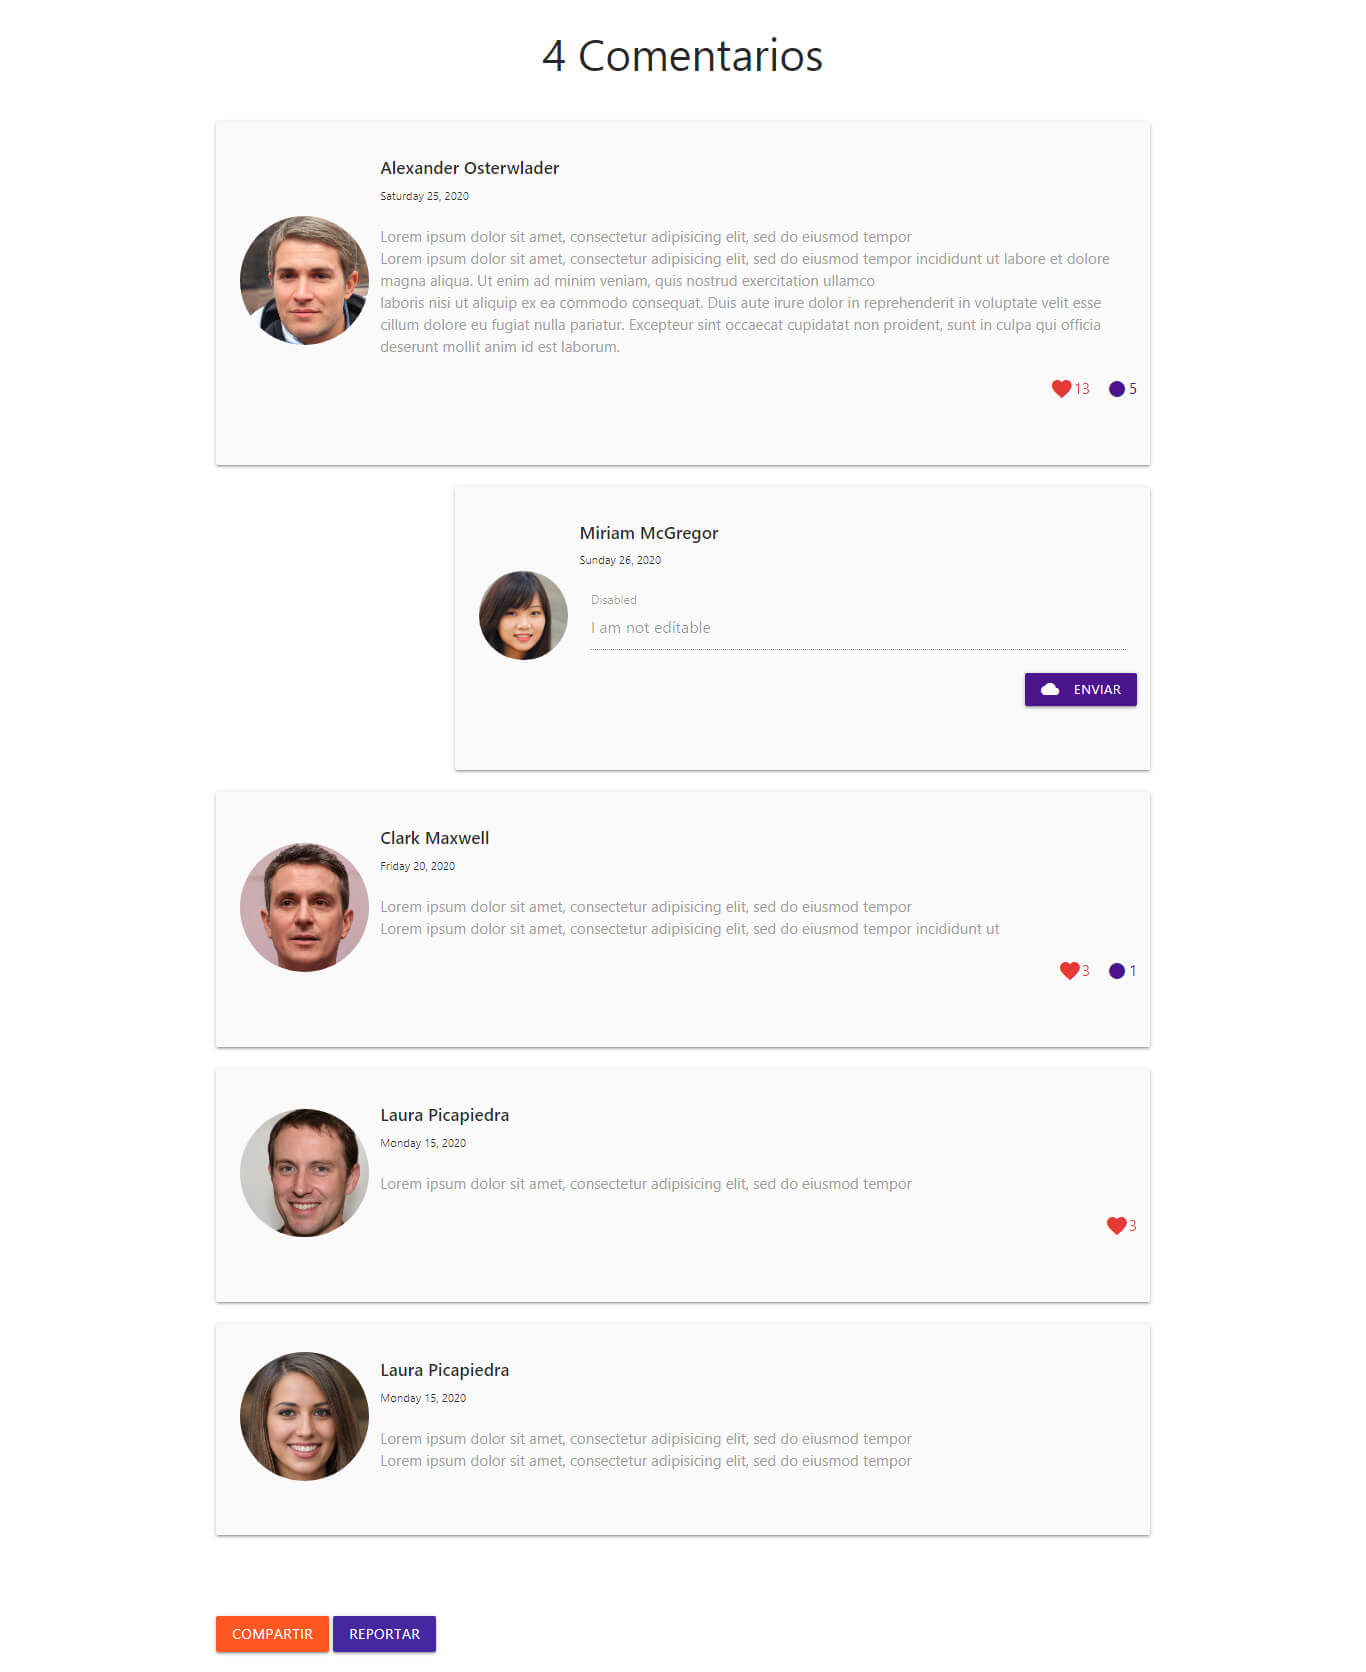 4 Comentarios
Alexander Osterwlader
Saturday 25, 2020
Lorem ipsum dolor sit amet, consectetur adipisicing elit, sed do eiusmod tempor
Lorem ipsum dolor sit amet, consectetur adipisicing elit, sed do eiusmod tempor incididunt ut labore et dolore
magna aliqua. Ut enim ad minim veniam, quis nostrud exercitation ullamco
laboris nisi ut aliquip ex ea commodo consequat. Duis aute irure dolor in reprehenderit in voluptate velit esse
cillum dolore eu fugiat nulla pariatur. Excepteur sint occaecat cupidatat non proident, sunt in culpa qui officia
deserunt mollit anim id est laborum.
13 5
Miriam McGregor
Sunday 26, 2020
Disabled
I am not editable
ENVIAR
Clark Maxwell
Friday 20, 2020
Lorem ipsum dolor sit amet, consectetur adipisicing elit, sed do eiusmod tempor
Lorem ipsum dolor sit amet, consectetur adipisicing elit, sed do eiusmod tempor incididunt ut
3 1
Laura Picapiedra
Monday 15, 2020
Lorem ipsum dolor sit amet, consectetur adipisicing elit, sed do eiusmod tempor
3
Laura Picapiedra
Monday 15, 2020
Lorem ipsum dolor sit amet, consectetur adipisicing elit, sed do eiusmod tempor
Lorem ipsum dolor sit amet, consectetur adipisicing elit, sed do eiusmod tempor
COMPARTIR REPORTAR